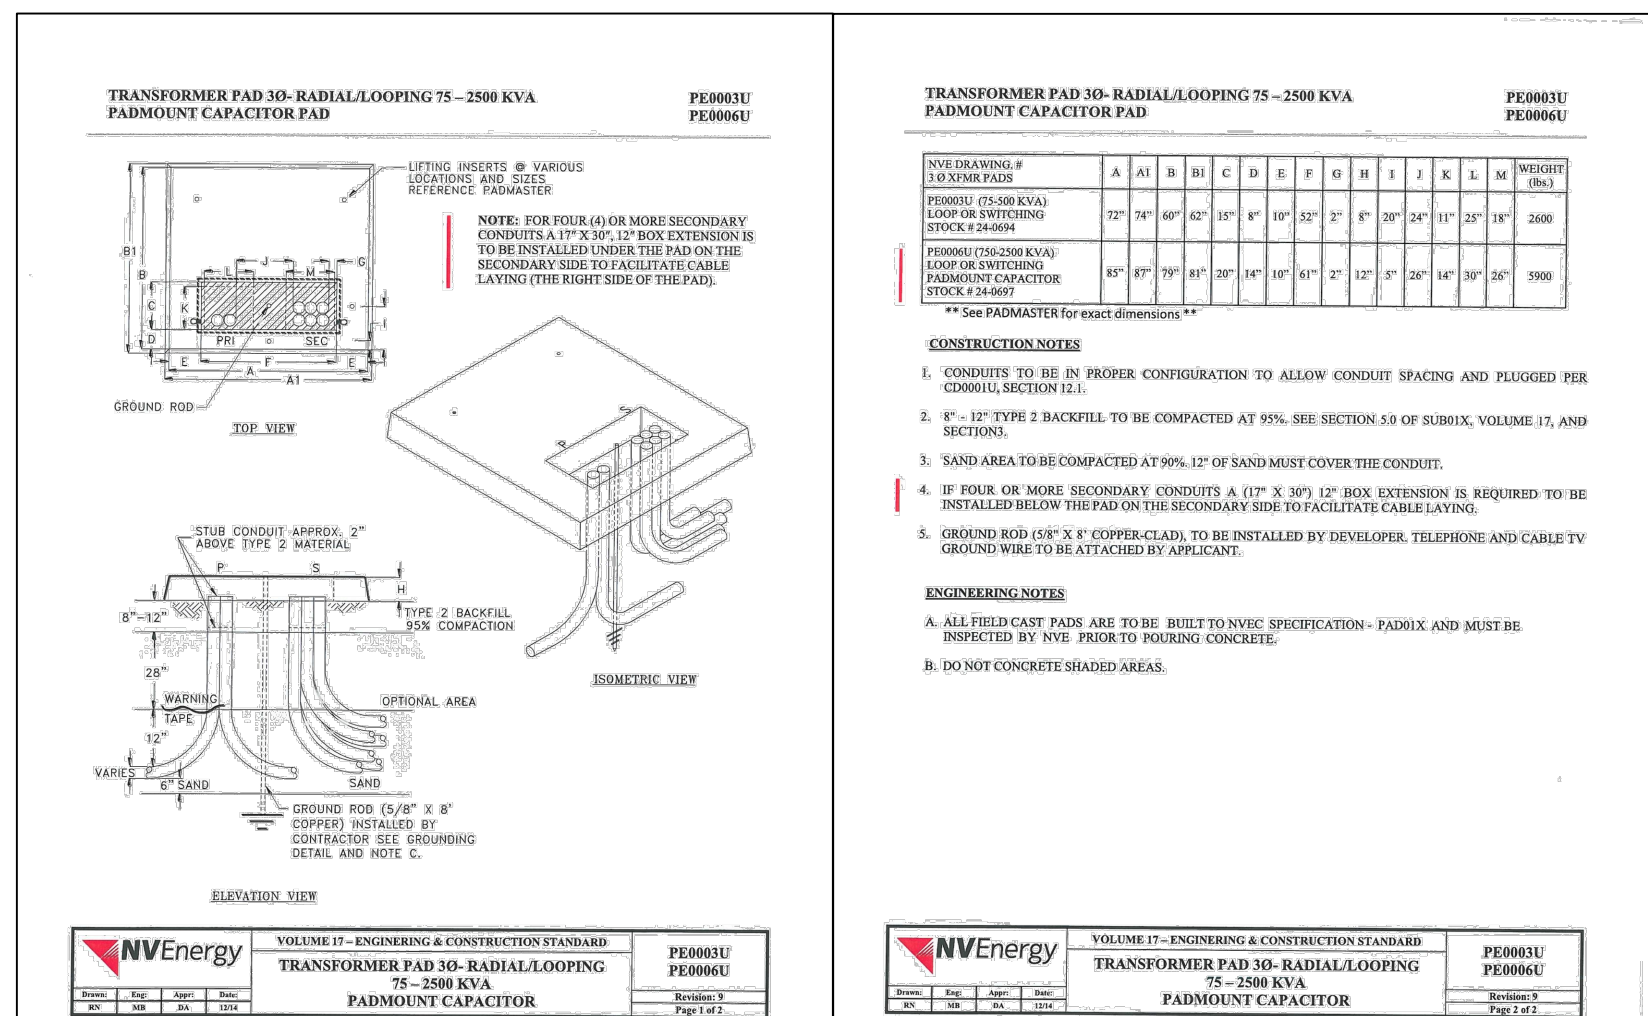 TRANSFORMER PAD 3Ø- RADIAL/LOOPING 75 – 2500 KVA
PADMOUNT CAPACITOR PAD
PE0003U
PE0006U
LIFTING INSERTS @ VARIOUS
LOCATIONS AND SIZES
REFERENCE PADMASTER
NOTE: FOR FOUR (4) OR MORE SECONDARY
CONDUITS A 17" X 30", 12" BOX EXTENSION IS
TO BE INSTALLED UNDER THE PAD ON THE
SECONDARY SIDE TO FACILITATE CABLE
LAYING (THE RIGHT SIDE OF THE PAD).
B1
B
J
G
L
M
C
K
I
D
PRI
SEC
E
F
E
A
A1
GROUND ROD
TOP VIEW
S
P
ISOMETRIC VIEW
STUB CONDUIT APPROX. 2"
ABOVE TYPE 2 MATERIAL
P
S
H
8"-12"
TYPE 2 BACKFILL
95% COMPACTION
28"
WARNING
TAPE
OPTIONAL AREA
12"
VARIES
6" SAND
SAND
GROUND ROD (5/8" X 8'
COPPER) INSTALLED BY
CONTRACTOR SEE GROUNDING
DETAIL AND NOTE C.
ELEVATION VIEW
NVEnergy
VOLUME 17 – ENGINERING & CONSTRUCTION STANDARD
TRANSFORMER PAD 3Ø- RADIAL/LOOPING
75 – 2500 KVA
PADMOUNT CAPACITOR
PE0003U
PE0006U
Drawn: Eng: Appr: Date:
RN MB DA 12/14
Revision: 9
Page 1 of 2
TRANSFORMER PAD 3Ø- RADIAL/LOOPING 75 – 2500 KVA
PADMOUNT CAPACITOR PAD
PE0003U
PE0006U
NVE DRAWING. #
3 Ø XFMR PADS
A A1 B B1 C D E F G H I J K L M WEIGHT
(lbs.)
PE0003U (75-500 KVA)
LOOP OR SWITCHING
STOCK # 24-0694
72" 74" 60" 62" 15" 8" 10" 52" 2" 8" 20" 24" 11" 25" 18" 2600
PE0006U (750-2500 KVA)
LOOP OR SWITCHING
PADMOUNT CAPACITOR
STOCK # 24-0697
85" 87" 79" 81" 20" 14" 10" 61" 2" 12" 5" 26" 14" 30" 26" 5900
** See PADMASTER for exact dimensions **
CONSTRUCTION NOTES
1. CONDUITS TO BE IN PROPER CONFIGURATION TO ALLOW CONDUIT SPACING AND PLUGGED PER
CD0001U, SECTION 12.1.
2. 8" - 12" TYPE 2 BACKFILL TO BE COMPACTED AT 95%. SEE SECTION 5.0 OF SUB01X, VOLUME 17, AND
SECTION3.
3. SAND AREA TO BE COMPACTED AT 90%. 12" OF SAND MUST COVER THE CONDUIT.
4. IF FOUR OR MORE SECONDARY CONDUITS A (17" X 30") 12" BOX EXTENSION IS REQUIRED TO BE
INSTALLED BELOW THE PAD ON THE SECONDARY SIDE TO FACILITATE CABLE LAYING.
5. GROUND ROD (5/8" X 8' COPPER-CLAD), TO BE INSTALLED BY DEVELOPER. TELEPHONE AND CABLE TV
GROUND WIRE TO BE ATTACHED BY APPLICANT.
ENGINEERING NOTES
A. ALL FIELD CAST PADS ARE TO BE BUILT TO NVEC SPECIFICATION - PAD01X AND MUST BE
INSPECTED BY NVE PRIOR TO POURING CONCRETE.
B. DO NOT CONCRETE SHADED AREAS.
NVEnergy
VOLUME 17 – ENGINERING & CONSTRUCTION STANDARD
TRANSFORMER PAD 3Ø- RADIAL/LOOPING
75 – 2500 KVA
PADMOUNT CAPACITOR
PE0003U
PE0006U
Drawn: Eng: Appr: Date:
RN MB DA 12/14
Revision: 9
Page 2 of 2